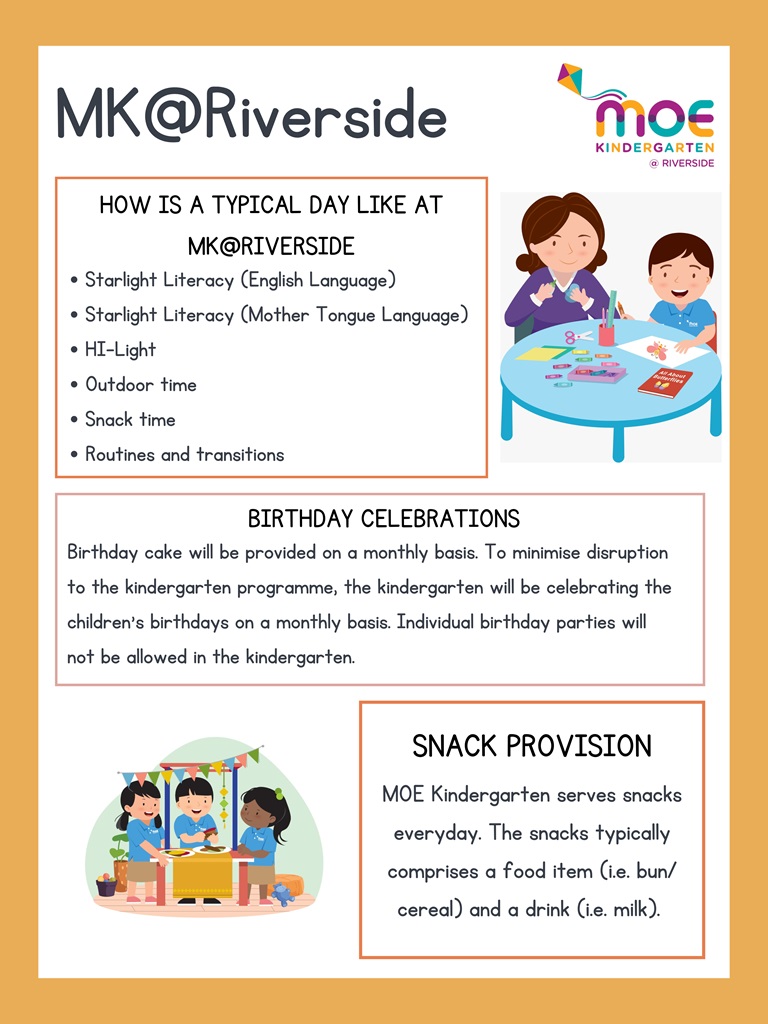 MK@Riverside
MOE
KINDERGARTEN
@ RIVERSIDE
HOW IS A TYPICAL DAY LIKE AT
MK@RIVERSIDE
• Starlight Literacy (English Language)
• Starlight Literacy (Mother Tongue Language)
• HI-Light
• Outdoor time
• Snack time
• Routines and transitions
All About
Butterflies
BIRTHDAY CELEBRATIONS
Birthday cake will be provided on a monthly basis. To minimise disruption
to the kindergarten programme, the kindergarten will be celebrating the
children's birthdays on a monthly basis. Individual birthday parties will
not be allowed in the kindergarten.
SNACK PROVISION
MOE Kindergarten serves snacks
everyday. The snacks typically
comprises a food item (i.e. bun/
cereal) and a drink (i.e. milk).